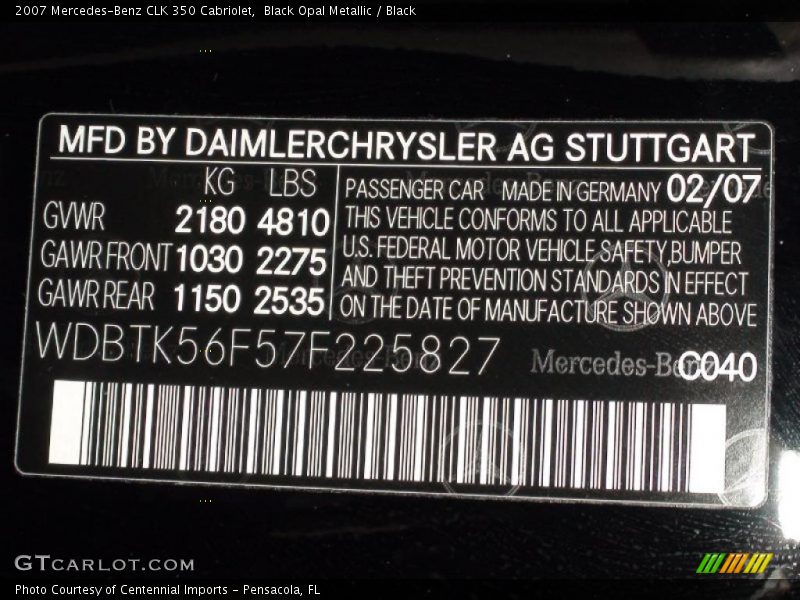 2007 Mercedes-Benz CLK 350 Cabriolet,  Black Opal Metallic / Black
MFD BY DAIMLERCHRYSLER AG STUTTGART
KG LBS
GVWR 2180 4810
GAWR FRONT 1030 2275
GAWR REAR 1150 2535
PASSENGER CAR MADE IN GERMANY 02/07
THIS VEHICLE CONFORMS TO ALL APPLICABLE
U.S. FEDERAL MOTOR VEHICLE SAFETY, BUMPER
AND THEFT PREVENTION STANDARDS IN EFFECT
ON THE DATE OF MANUFACTURE SHOWN ABOVE
WDBTK56F57F225827
Mercedes-Benz C040
GTCARLOT.COM
Photo Courtesy of Centennial Imports - Pensacola, FL